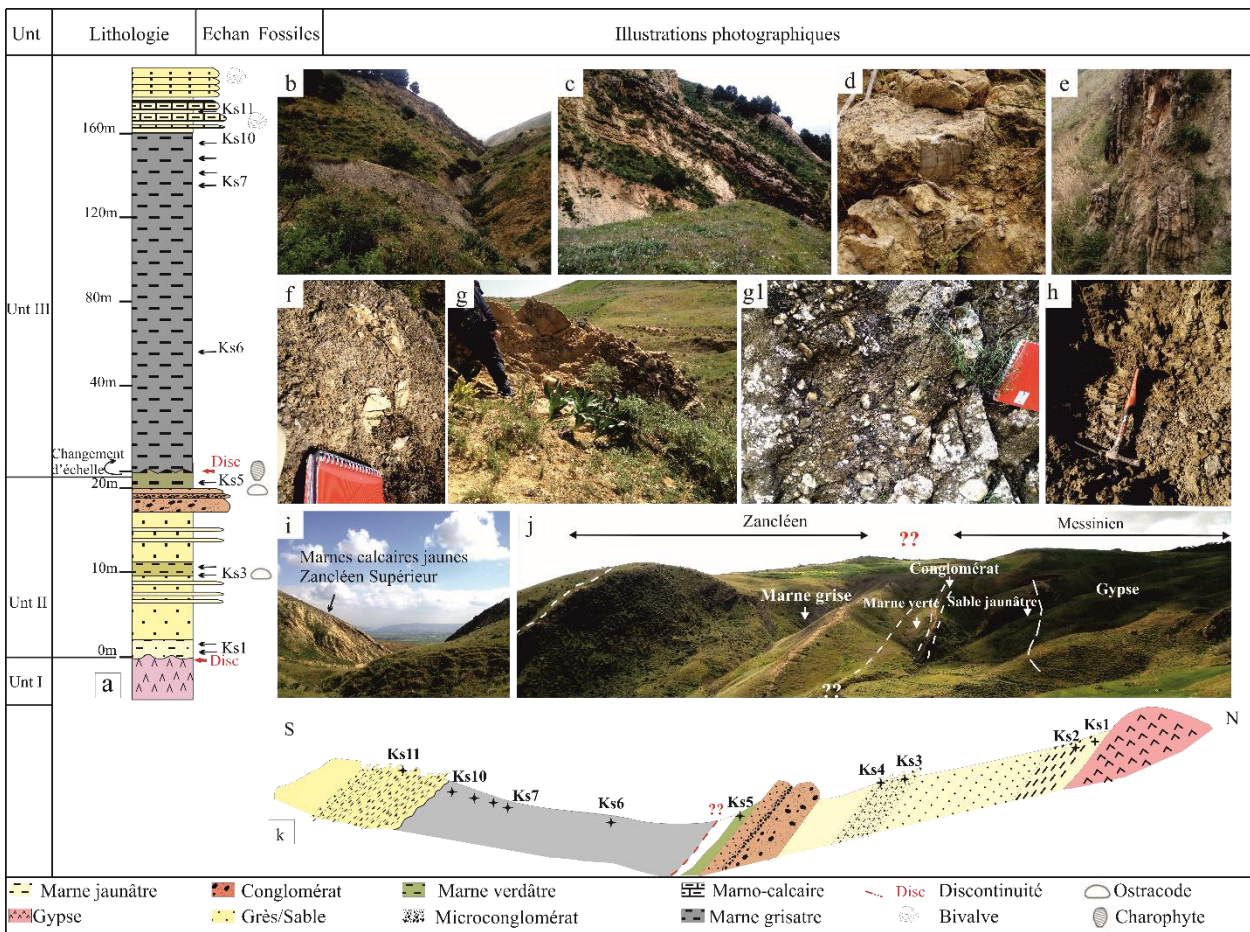 Unt Lithologie Echan Fossiles Illustrations photographiques
Unt III
Unt II
Unt I
160m
120m
80m
40m
Changement
d'échelle
20m
10m
0m
Ks11
Ks10
Ks7
Ks6
Disc
Ks5
Ks3
Ks1
Disc
a
b
c
d
e
f
g
g1
h
i
Marnes calcaires jaunes
Zancléen Supérieur
j
Zancléen ?? Messinien
Conglomérat
Marne grise
Marne verte
Sable jaunâtre
Gypse
??
S N
Ks11
Ks10
Ks7
Ks6
??
Ks5
Ks4
Ks3
Ks2
Ks1
k
Marne jaunâtre Conglomérat Marne verdâtre Marno-calcaire Disc Discontinuité Ostracode
Gypse Grès/Sable Microconglomérat Marne grisatre Bivalve Charophyte